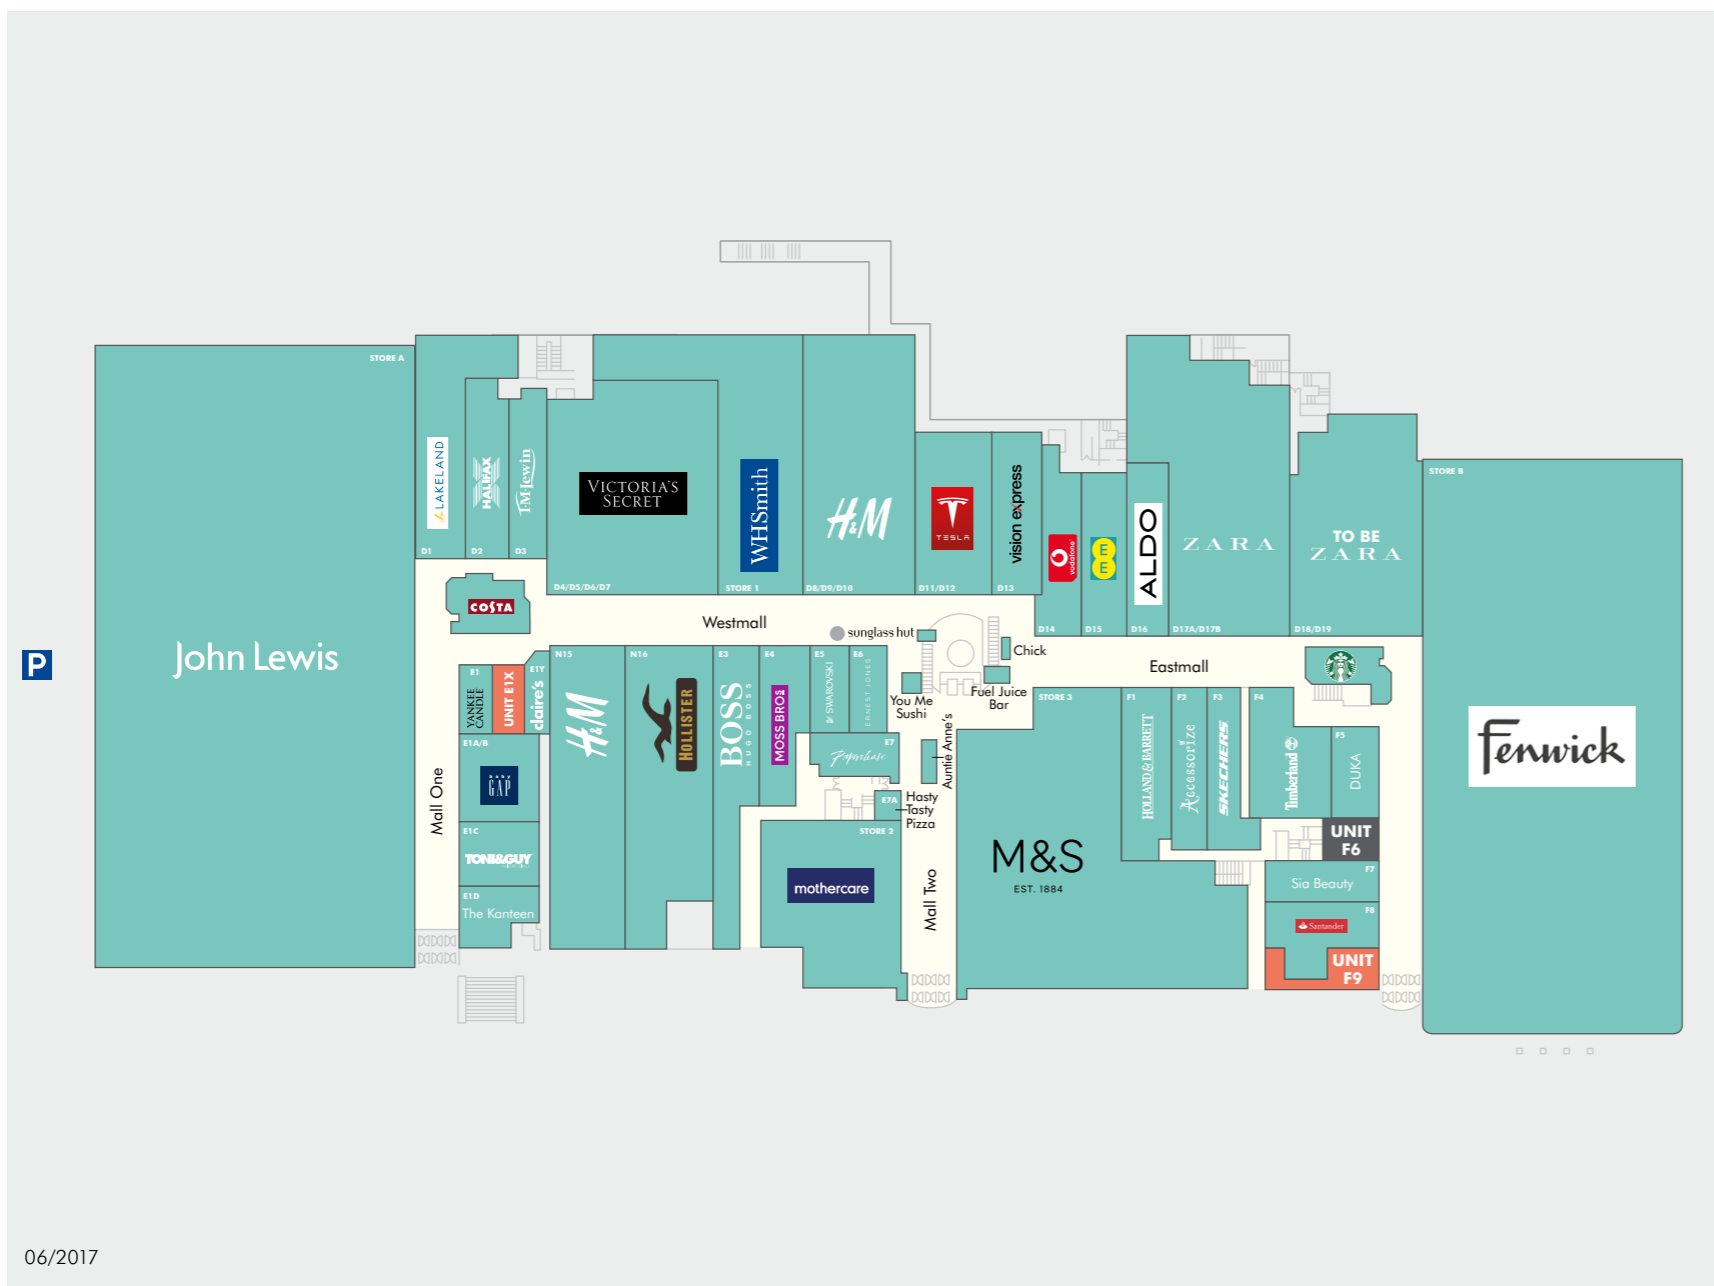 STORE A
John Lewis
P
LAKELAND
D1
HALIFAX
D2
T·M·Lewin
D3
VICTORIA'S
SECRET
D4/D5/D6/D7
WHSmith
STORE 1
H&M
D8/D9/D10
TESLA
D11/D12
vision express
D13
vodafone
D14
EE
D15
ALDO
D16
ZARA
D17A/D17B
TO BE
ZARA
D18/D19
STORE B
Fenwick
COSTA
Westmall
sunglass hut
Chick
Eastmall
You Me
Sushi
Fuel Juice
Bar
Auntie Anne's
Hasty
Tasty
Pizza
Mall One
Mall Two
E1
YANKEE
CANDLE
UNIT E1X
E1Y
claire's
E1A/B
baby
GAP
E1C
TONI&GUY
E1D
The Kanteen
N15
H&M
N16
HOLLISTER
E3
BOSS
HUGO BOSS
E4
MOSS BROS
E5
SWAROVSKI
E6
ERNEST JONES
E7
Paperchase
E7A
STORE 2
mothercare
STORE 3
M&S
EST. 1884
F1
HOLLAND & BARRETT
F2
Accessorize
F3
SKECHERS
F4
Timberland
F5
DUKA
UNIT
F6
F7
Sia Beauty
F8
Santander
UNIT
F9
06/2017